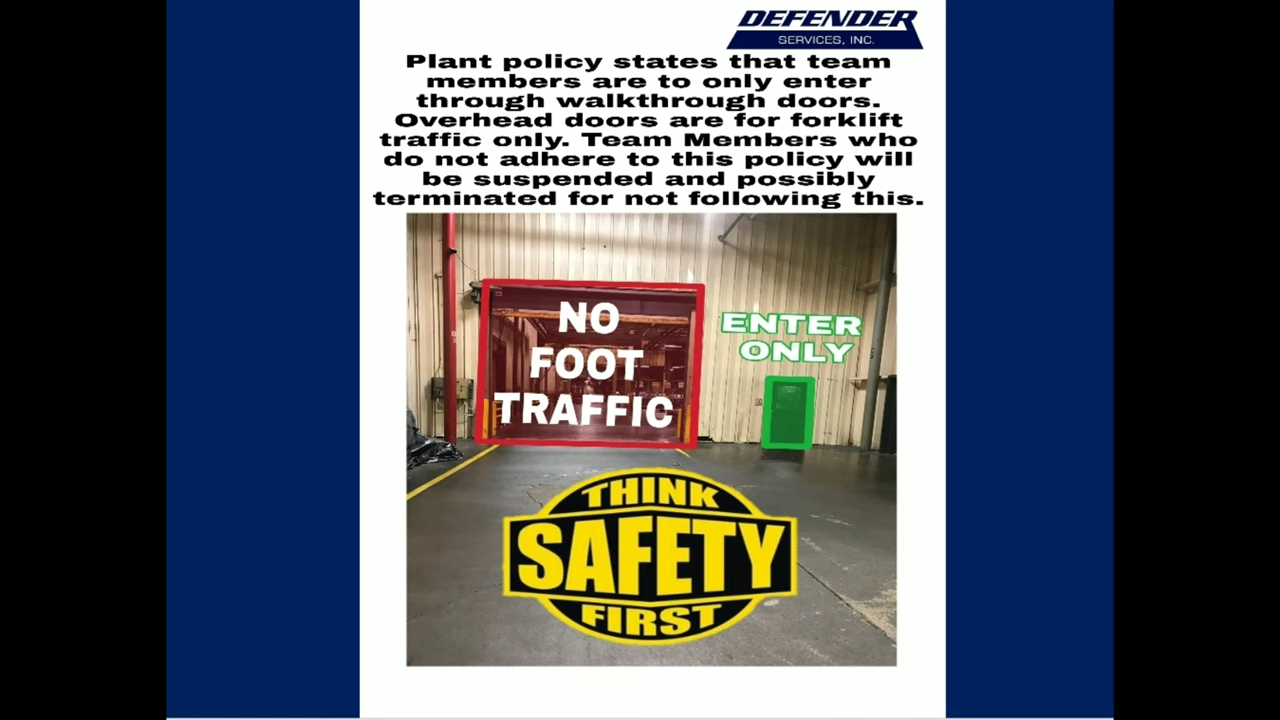 DEFENDER
SERVICES, INC.
Plant policy states that team
members are to only enter
through walkthrough doors.
Overhead doors are for forklift
traffic only. Team Members who
do not adhere to this policy will
be suspended and possibly
terminated for not following this.
NO
FOOT
TRAFFIC
ENTER
ONLY
THINK
SAFETY
FIRST